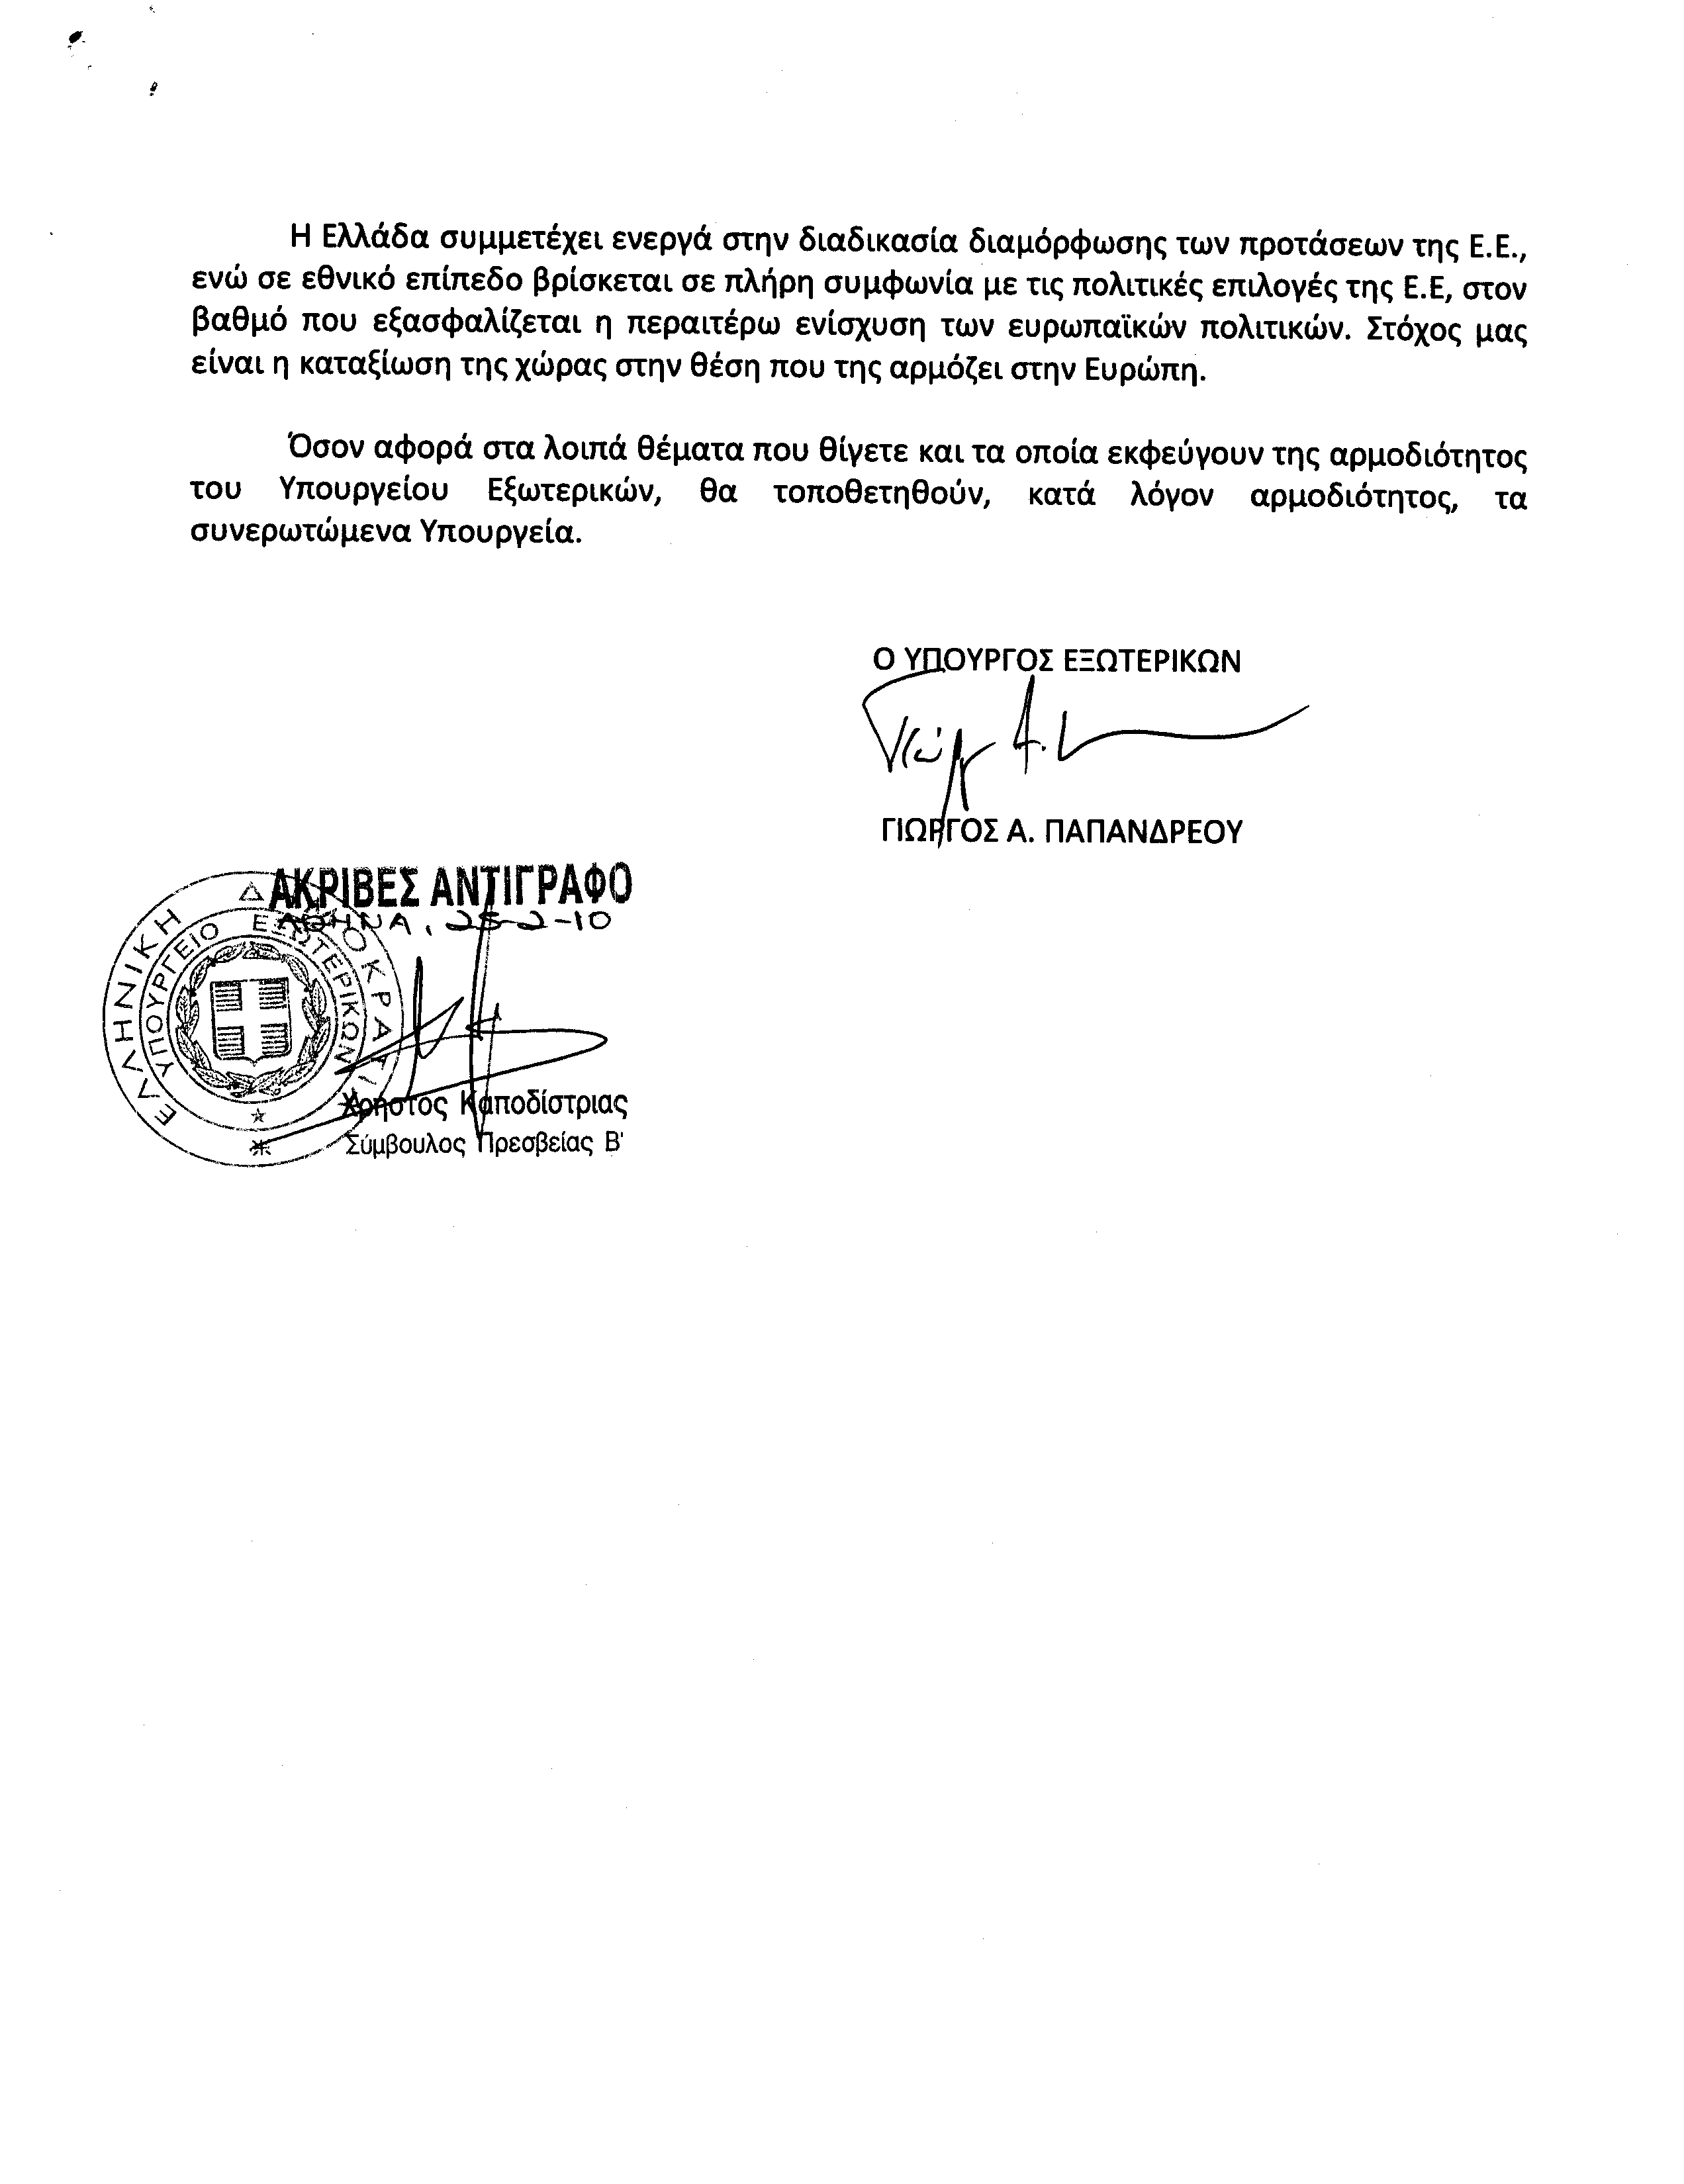 Η Ελλάδα συμμετέχει ενεργά στην διαδικασία διαμόρφωσης των προτάσεων της Ε.Ε.,
ενώ σε εθνικό επίπεδο βρίσκεται σε πλήρη συμφωνία με τις πολιτικές επιλογές της Ε.Ε, στον
βαθμό που εξασφαλίζεται η περαιτέρω ενίσχυση των ευρωπαϊκών πολιτικών. Στόχος μας
είναι η καταξίωση της χώρας στην θέση που της αρμόζει στην Ευρώπη.
Όσον αφορά στα λοιπά θέματα που θίγετε και τα οποία εκφεύγουν της αρμοδιότητος
του Υπουργείου Εξωτερικών, θα τοποθετηθούν, κατά λόγον αρμοδιότητος, τα
συνερωτώμενα Υπουργεία.
Ο ΥΠΟΥΡΓΟΣ ΕΞΩΤΕΡΙΚΩΝ
ΓΙΩΡΓΟΣ Α. ΠΑΠΑΝΔΡΕΟΥ
ΑΚΡΙΒΕΣ ΑΝΤΙΓΡΑΦΟ
ΑΘΗΝΑ, 25-2-10
ΕΛΛΗΝΙΚΗ ΔΗΜΟΚΡΑΤΙΑ
ΥΠΟΥΡΓΕΙΟ ΕΞΩΤΕΡΙΚΩΝ
Χρήστος Καποδίστριας
Σύμβουλος Πρεσβείας Β'